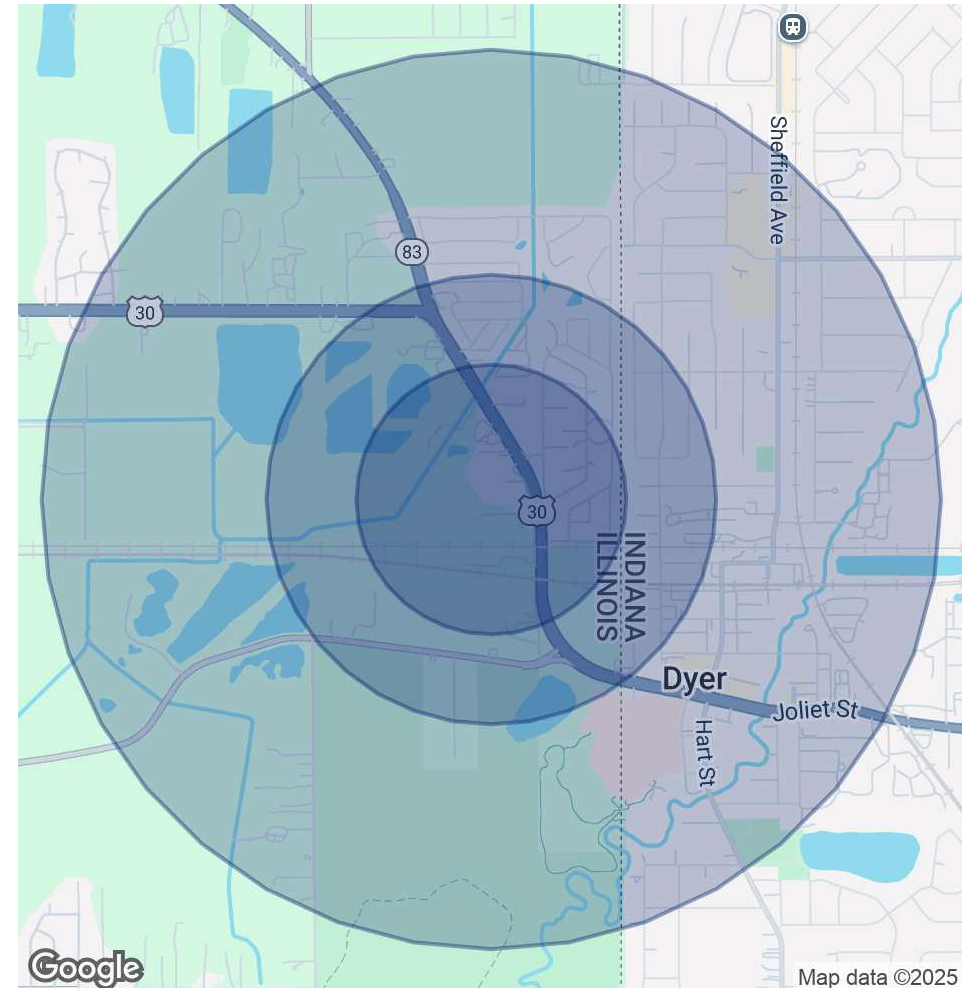 Sheffield Ave
83
30
30
INDIANA
ILLINOIS
Dyer
Joliet St
Hart St
Google
Map data ©2025